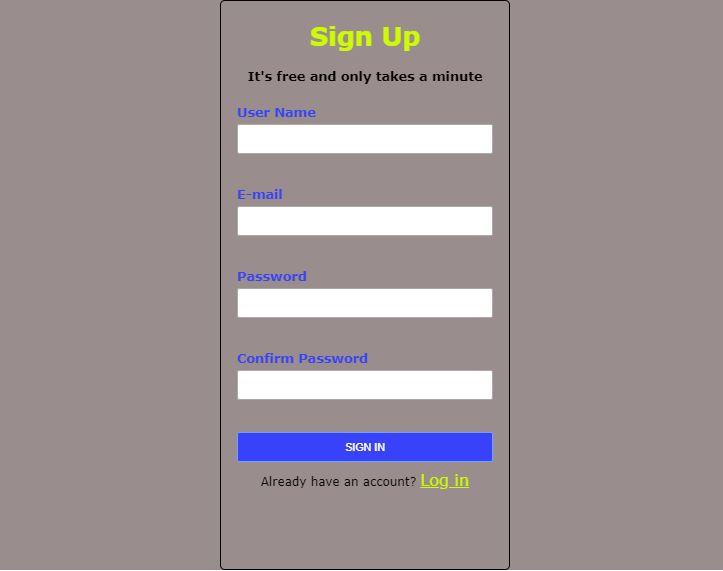 Sign Up
It's free and only takes a minute
User Name
E-mail
Password
Confirm Password
SIGN IN
Already have an account? Log in